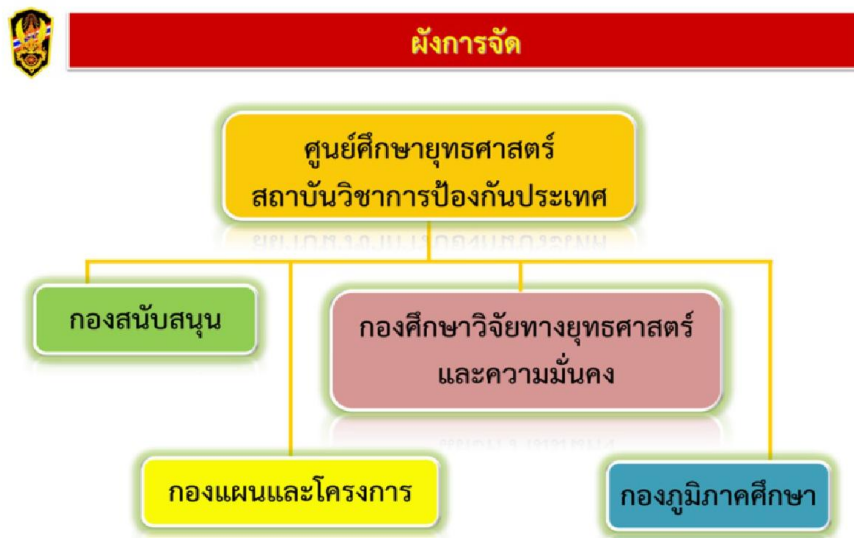 ผังการจัด
ศูนย์ศึกษายุทธศาสตร์
สถาบันวิชาการป้องกันประเทศ
กองสนับสนุน
กองศึกษาวิจัยทางยุทธศาสตร์
และความมั่นคง
กองแผนและโครงการ
กองภูมิภาคศึกษา